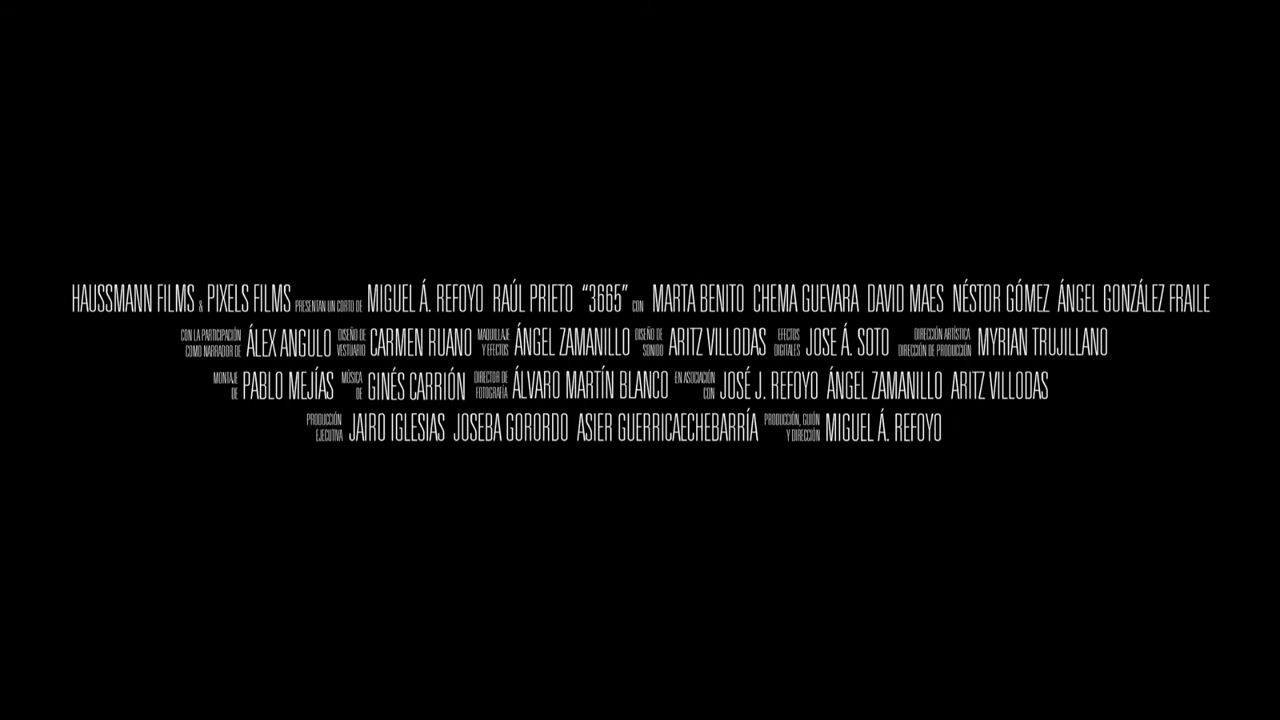 HAUSSMANN FILMS & PIXELS FILMS PRESENTAN UN CORTO DE MIGUEL Á. REFOYO RAÚL PRIETO “3665” CON MARTA BENITO CHEMA GUEVARA DAVID MAES NÉSTOR GÓMEZ ÁNGEL GONZÁLEZ FRAILE
CON LA PARTICIPACIÓN COMO NARRADOR DE ÁLEX ANGULO DISEÑO DE VESTUARIO CARMEN RUANO MAQUILLAJE Y EFECTOS ÁNGEL ZAMANILLO DISEÑO DE SONIDO ARITZ VILLODAS EFECTOS DIGITALES JOSE Á. SOTO DIRECCIÓN ARTÍSTICA DIRECCIÓN DE PRODUCCIÓN MYRIAN TRUJILLANO
MONTAJE DE PABLO MEJÍAS MÚSICA DE GINÉS CARRIÓN DIRECTOR DE FOTOGRAFÍA ÁLVARO MARTÍN BLANCO EN ASOCIACIÓN CON JOSÉ J. REFOYO ÁNGEL ZAMANILLO ARITZ VILLODAS
PRODUCCIÓN EJECUTIVA JAIRO IGLESIAS JOSEBA GORORDO ASIER GUERRICAECHEBARRÍA PRODUCCIÓN, GUIÓN Y DIRECCIÓN MIGUEL Á. REFOYO